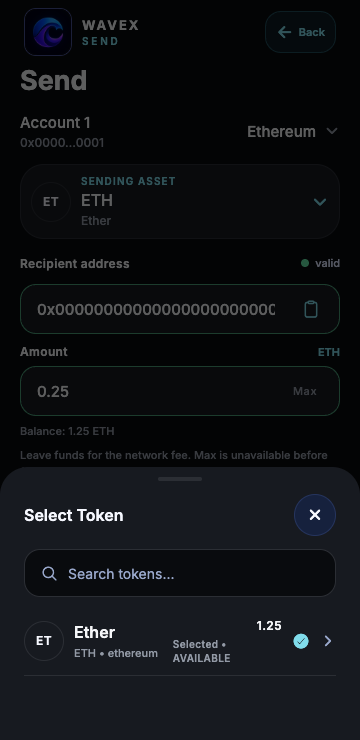 WAVEX
SEND
Back
Send
Account 1
0x0000...0001
Ethereum
SENDING ASSET
ET
ETH
Ether
Recipient address
valid
0x00000000000000000000000
Amount
ETH
0.25
Max
Balance: 1.25 ETH
Leave funds for the network fee. Max is unavailable before
Select Token
Search tokens...
ET
Ether
ETH • ethereum
Selected •
AVAILABLE
1.25